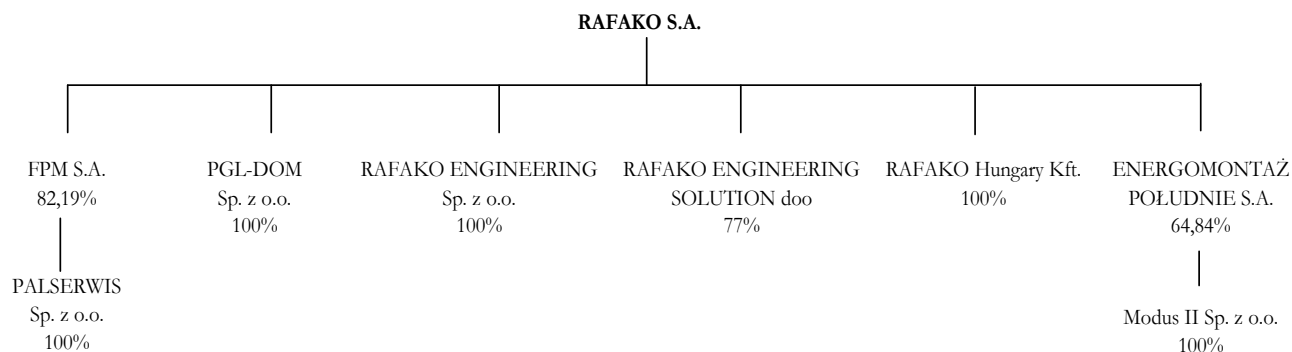 RAFAKO S.A.
FPM S.A.
82,19%
PGL-DOM
Sp. z o.o.
100%
RAFAKO ENGINEERING
Sp. z o.o.
100%
RAFAKO ENGINEERING
SOLUTION doo
77%
RAFAKO Hungary Kft.
100%
ENERGOMONTAŻ
POŁUDNIE S.A.
64,84%
PALSERWIS
Sp. z o.o.
100%
Modus II Sp. z o.o.
100%